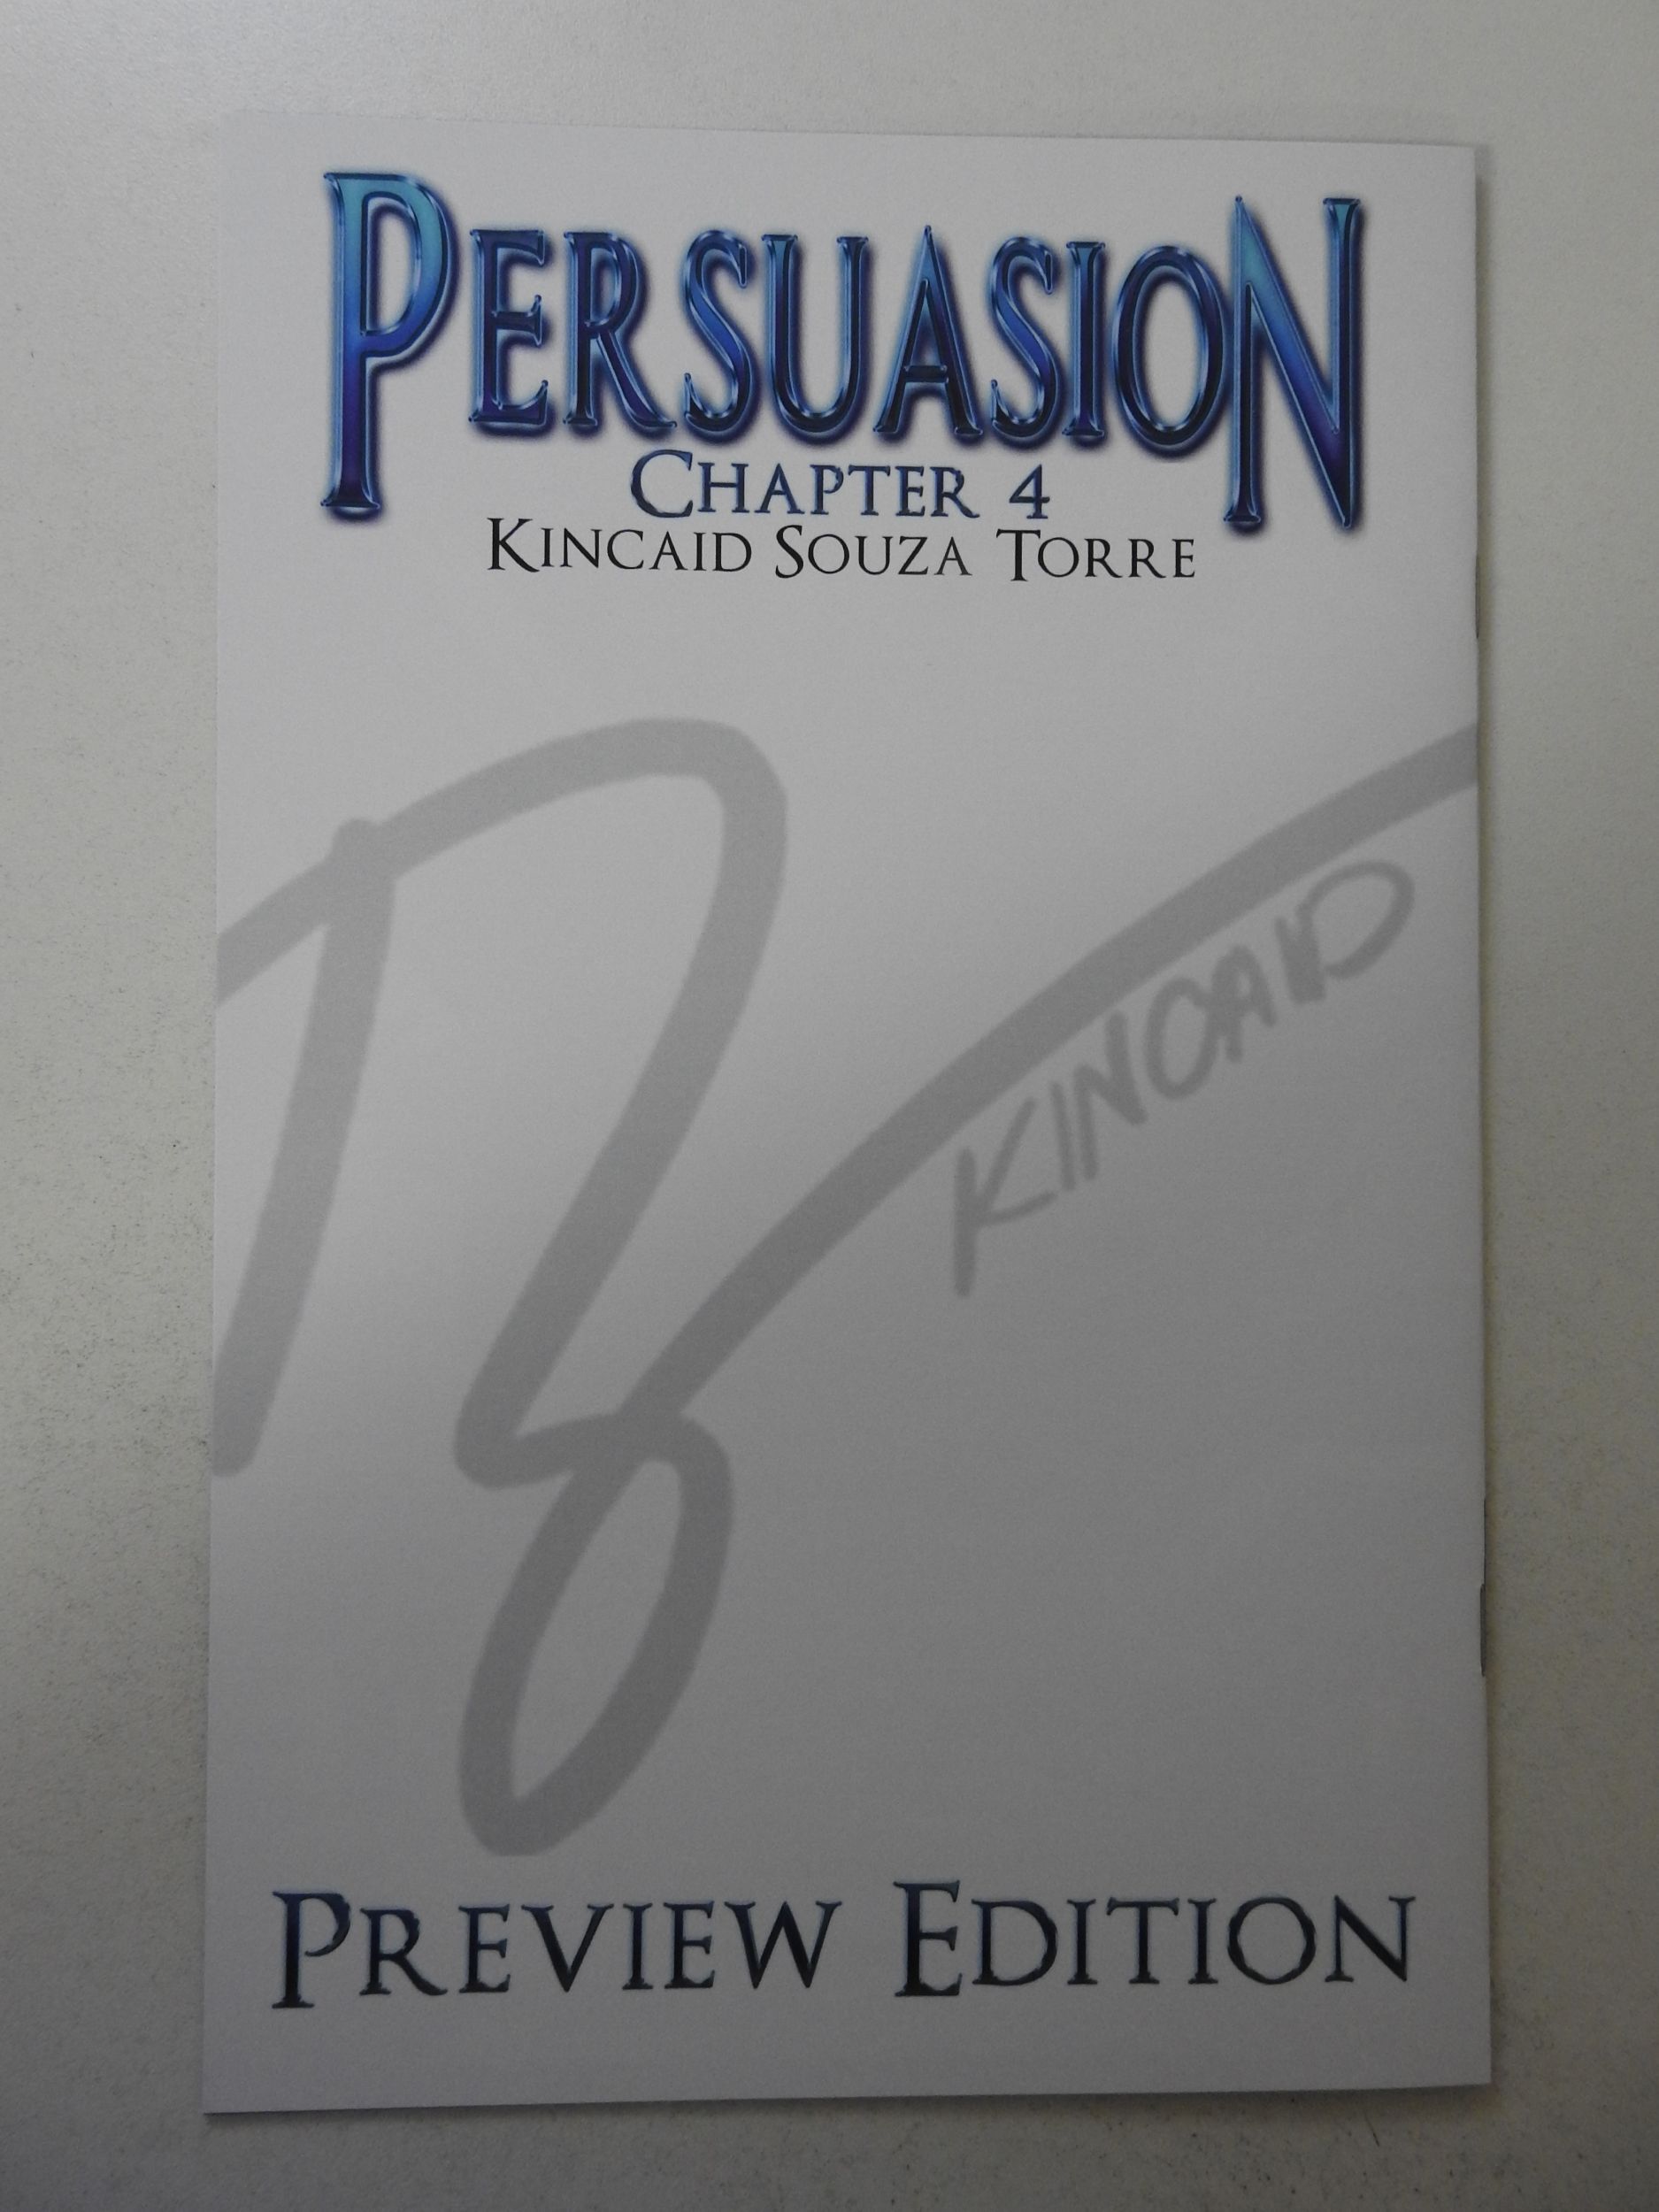 PERSUASION
CHAPTER 4
KINCAID SOUZA TORRE
KINCAID
PREVIEW EDITION